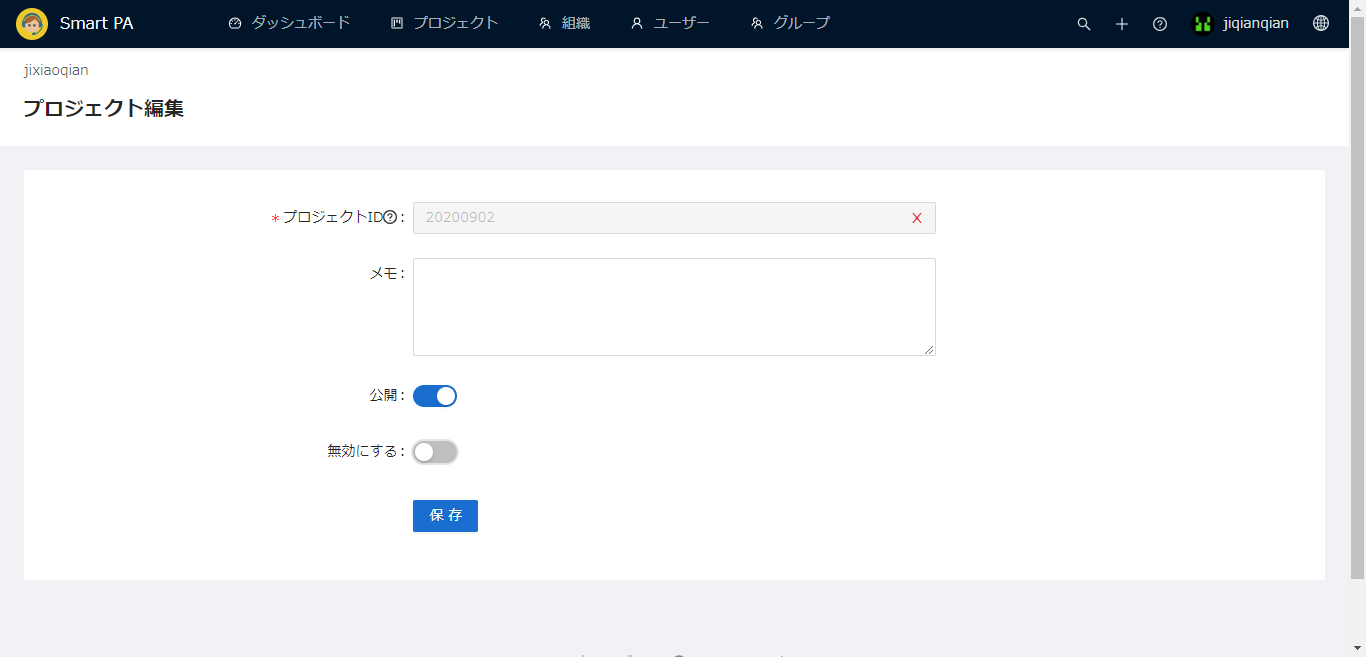 Smart PA ダッシュボード プロジェクト 組織 ユーザー グループ jiqianqian
jixiaoqian
プロジェクト編集
* プロジェクトID? : 20200902 X
メモ :
公開 :
無効にする :
保 存